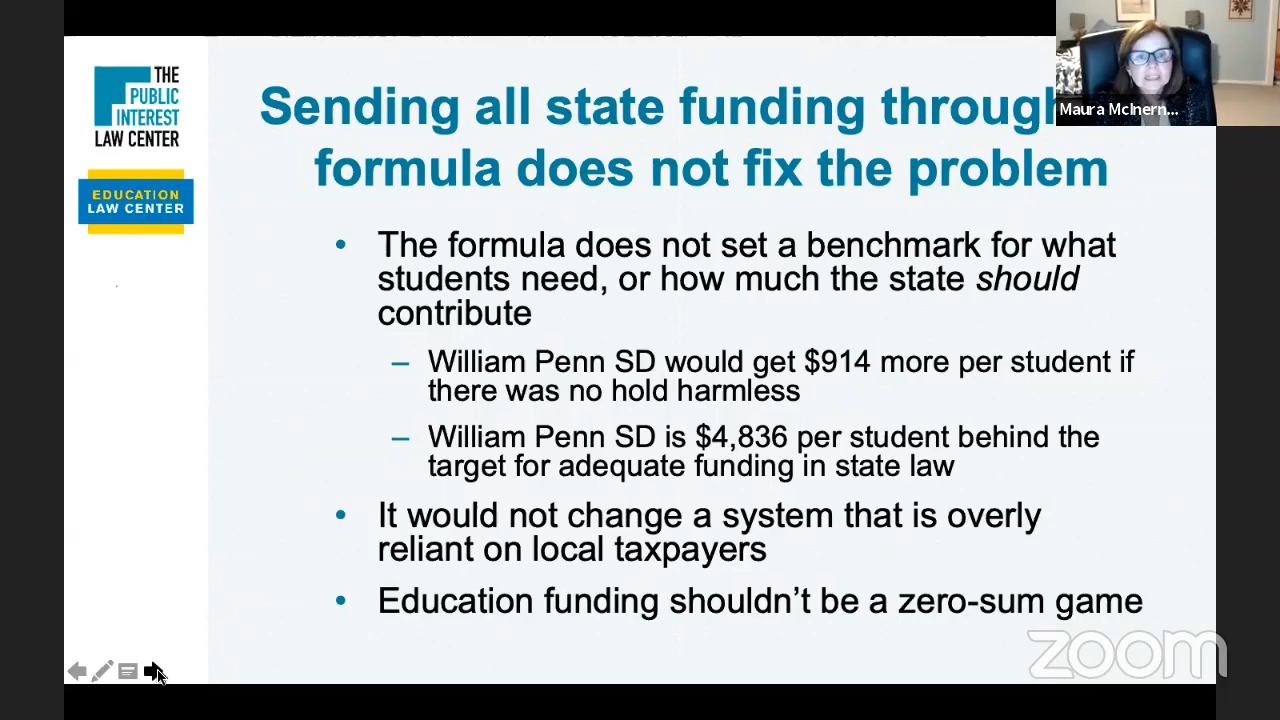 THE
PUBLIC
INTEREST
LAW CENTER
EDUCATION
LAW CENTER
Maura McInern...
Sending all state funding throug
formula does not fix the problem
• The formula does not set a benchmark for what
students need, or how much the state should
contribute
– William Penn SD would get $914 more per student if
there was no hold harmless
– William Penn SD is $4,836 per student behind the
target for adequate funding in state law
• It would not change a system that is overly
reliant on local taxpayers
• Education funding shouldn’t be a zero-sum game
zoom